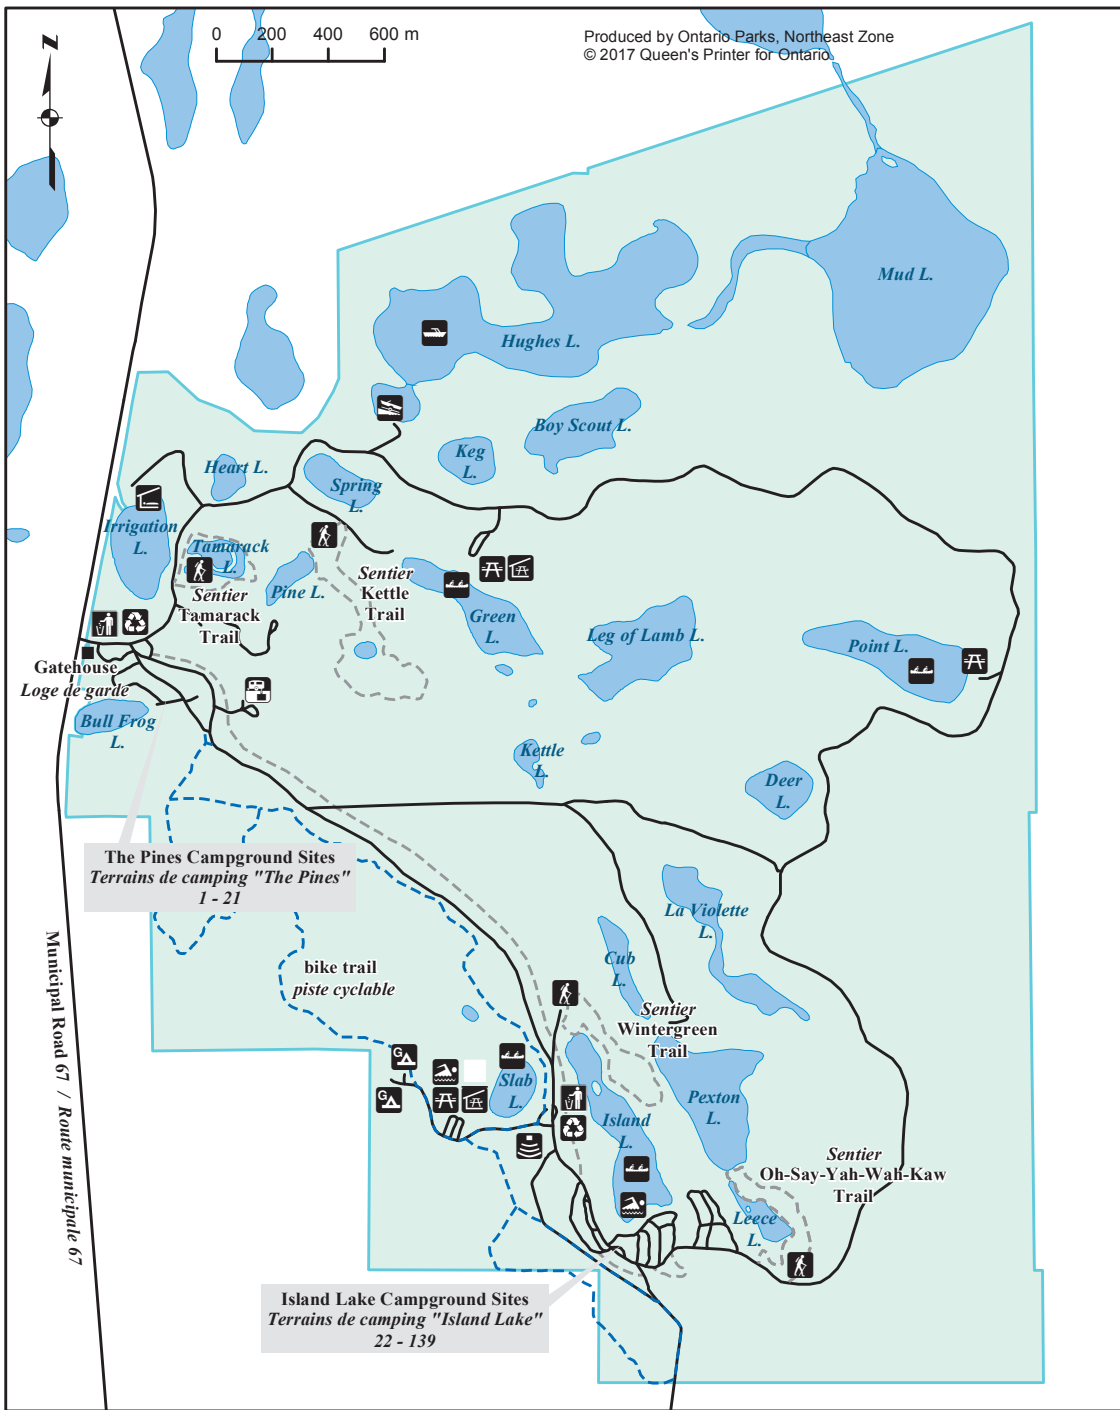 Z
0 200 400 600 m
Produced by Ontario Parks, Northeast Zone
© 2017 Queen's Printer for Ontario
Mud L.
Hughes L.
Boy Scout L.
Keg
L.
Heart L.
Spring
L.
Irrigation
L.
Tamarack
L.
Pine L.
Sentier
Tamarack
Trail
Sentier
Kettle
Trail
Green
L.
Leg of Lamb L.
Point L.
Gatehouse
Loge de garde
Bull Frog
L.
Kettle
L.
Deer
L.
The Pines Campground Sites
Terrains de camping "The Pines"
1 - 21
La Violette
L.
Cub
L.
Municipal Road 67 / Route municipale 67
bike trail
piste cyclable
Sentier
Wintergreen
Trail
G
G
Slab
L.
Island
L.
Pexton
L.
Sentier
Oh-Say-Yah-Wah-Kaw
Trail
Leece
L.
Island Lake Campground Sites
Terrains de camping "Island Lake"
22 - 139